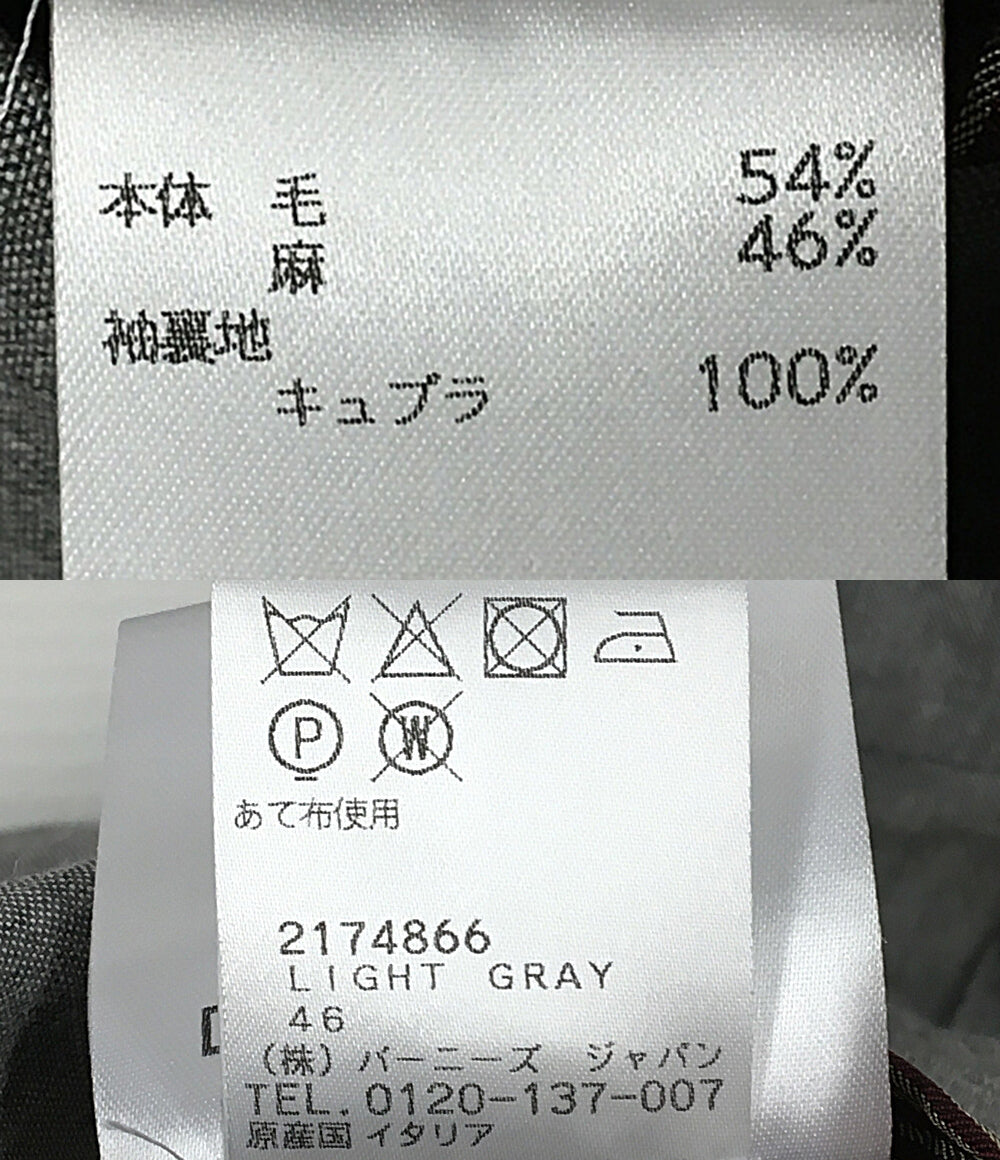 本体 毛 54%
麻 46%
袖裏地
キュプラ 100%
P W
あて布使用
2174866
LIGHT GRAY
46
（株）バーニーズ ジャパン
TEL.0120-137-007
原産国イタリア